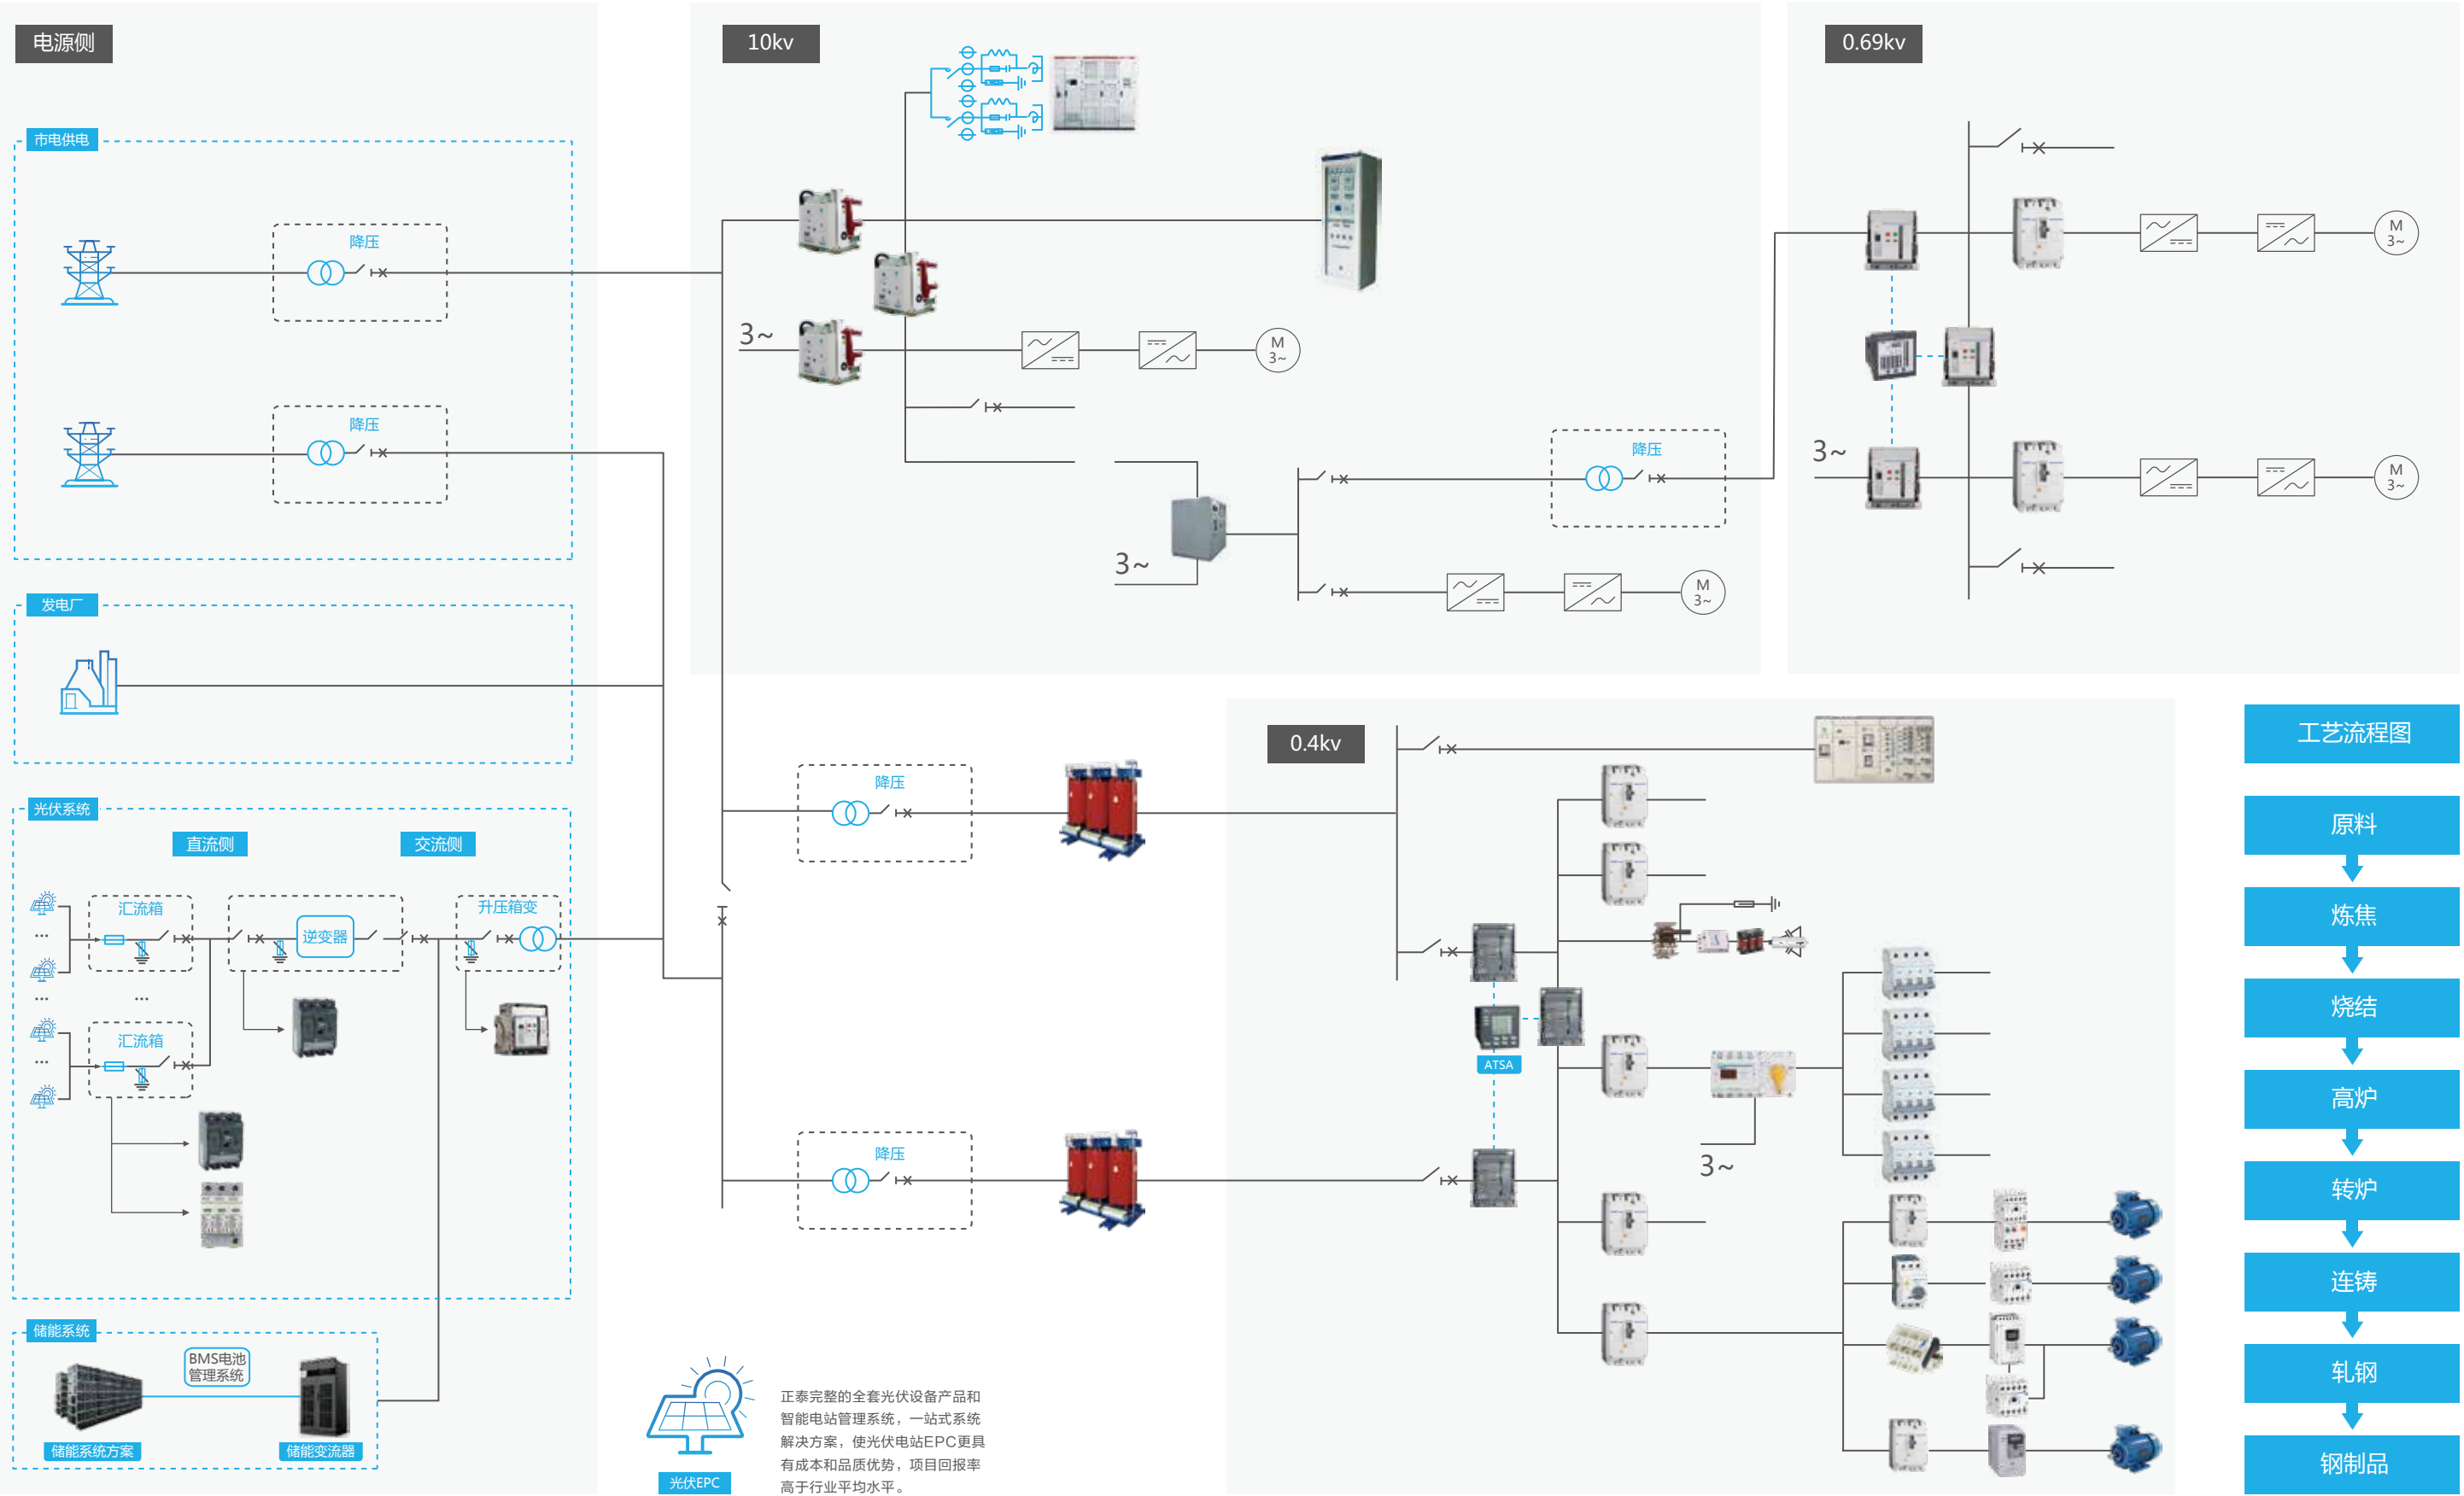 电源侧
市电供电
降压
降压
发电厂
光伏系统
直流侧
交流侧
汇流箱
逆变器
升压箱变
...
...
...
汇流箱
...
储能系统
BMS电池
管理系统
储能系统方案
储能变流器
10kv
3~
M
3~
降压
3~
M
3~
0.69kv
M
3~
3~
M
3~
降压
降压
0.4kv
ATSA
3~
光伏EPC
正泰完整的全套光伏设备产品和
智能电站管理系统，一站式系统
解决方案，使光伏电站EPC更具
有成本和品质优势，项目回报率
高于行业平均水平。
工艺流程图
原料
炼焦
烧结
高炉
转炉
连铸
轧钢
钢制品